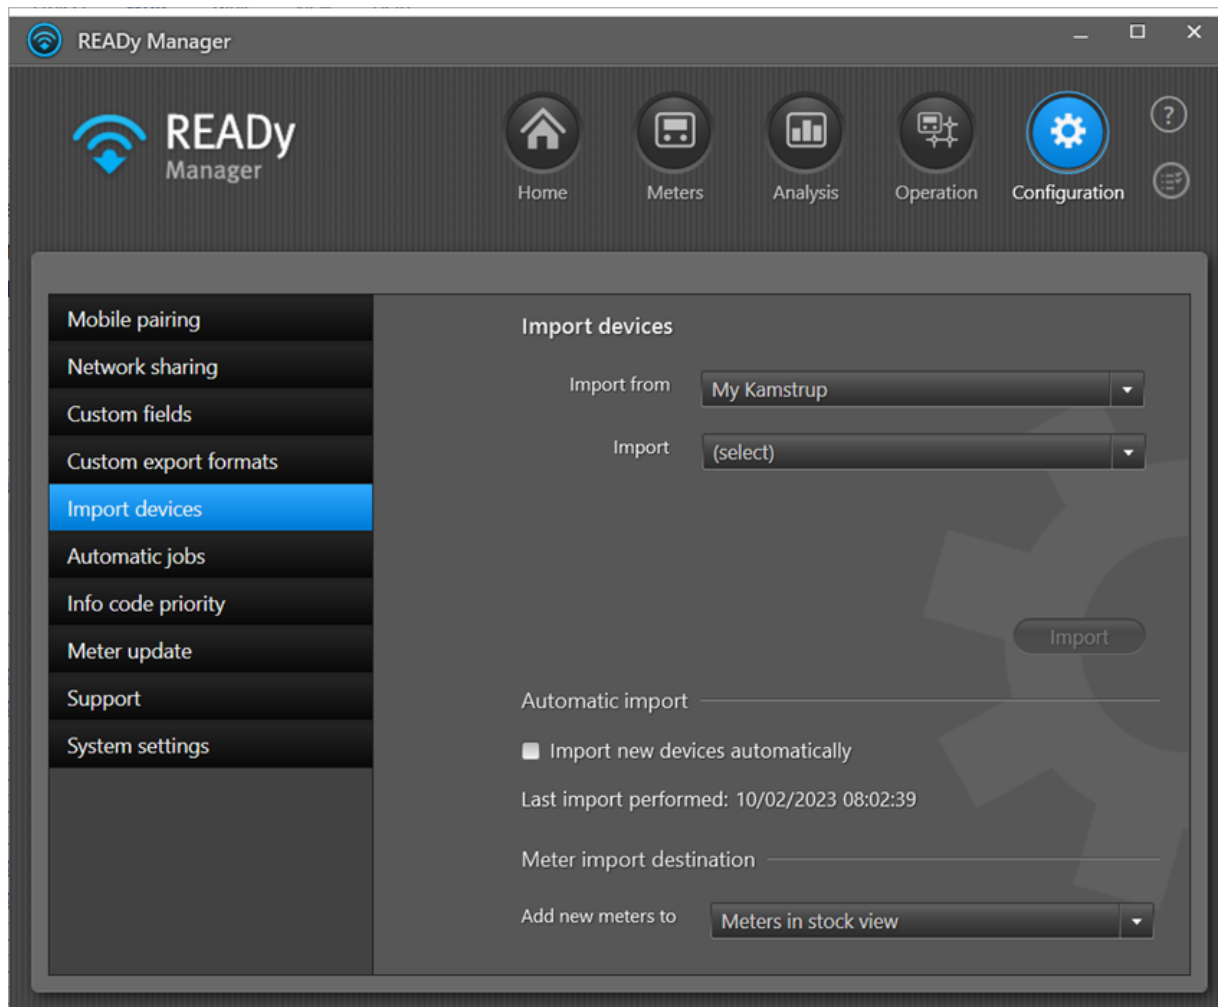 READy Manager
READy
Manager
Home
Meters
Analysis
Operation
Configuration
?
Mobile pairing
Network sharing
Custom fields
Custom export formats
Import devices
Automatic jobs
Info code priority
Meter update
Support
System settings
Import devices
Import from My Kamstrup
Import (select)
Import
Automatic import
Import new devices automatically
Last import performed: 10/02/2023 08:02:39
Meter import destination
Add new meters to Meters in stock view